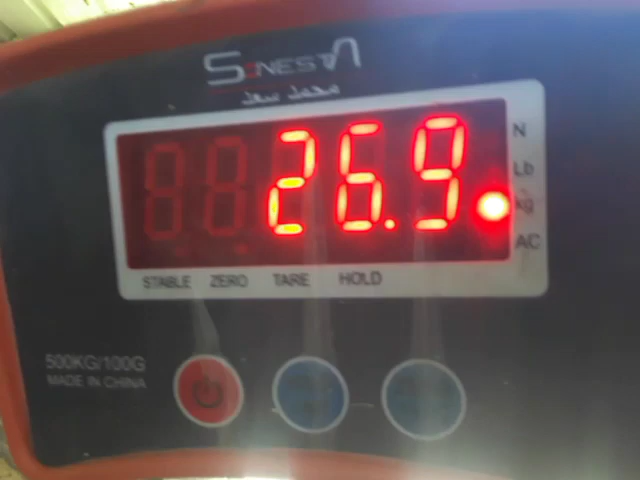 SENESTA
محمد سعد
26.9
N
Lb
kg
AC
STABLE ZERO TARE HOLD
500KG/100G
MADE IN CHINA